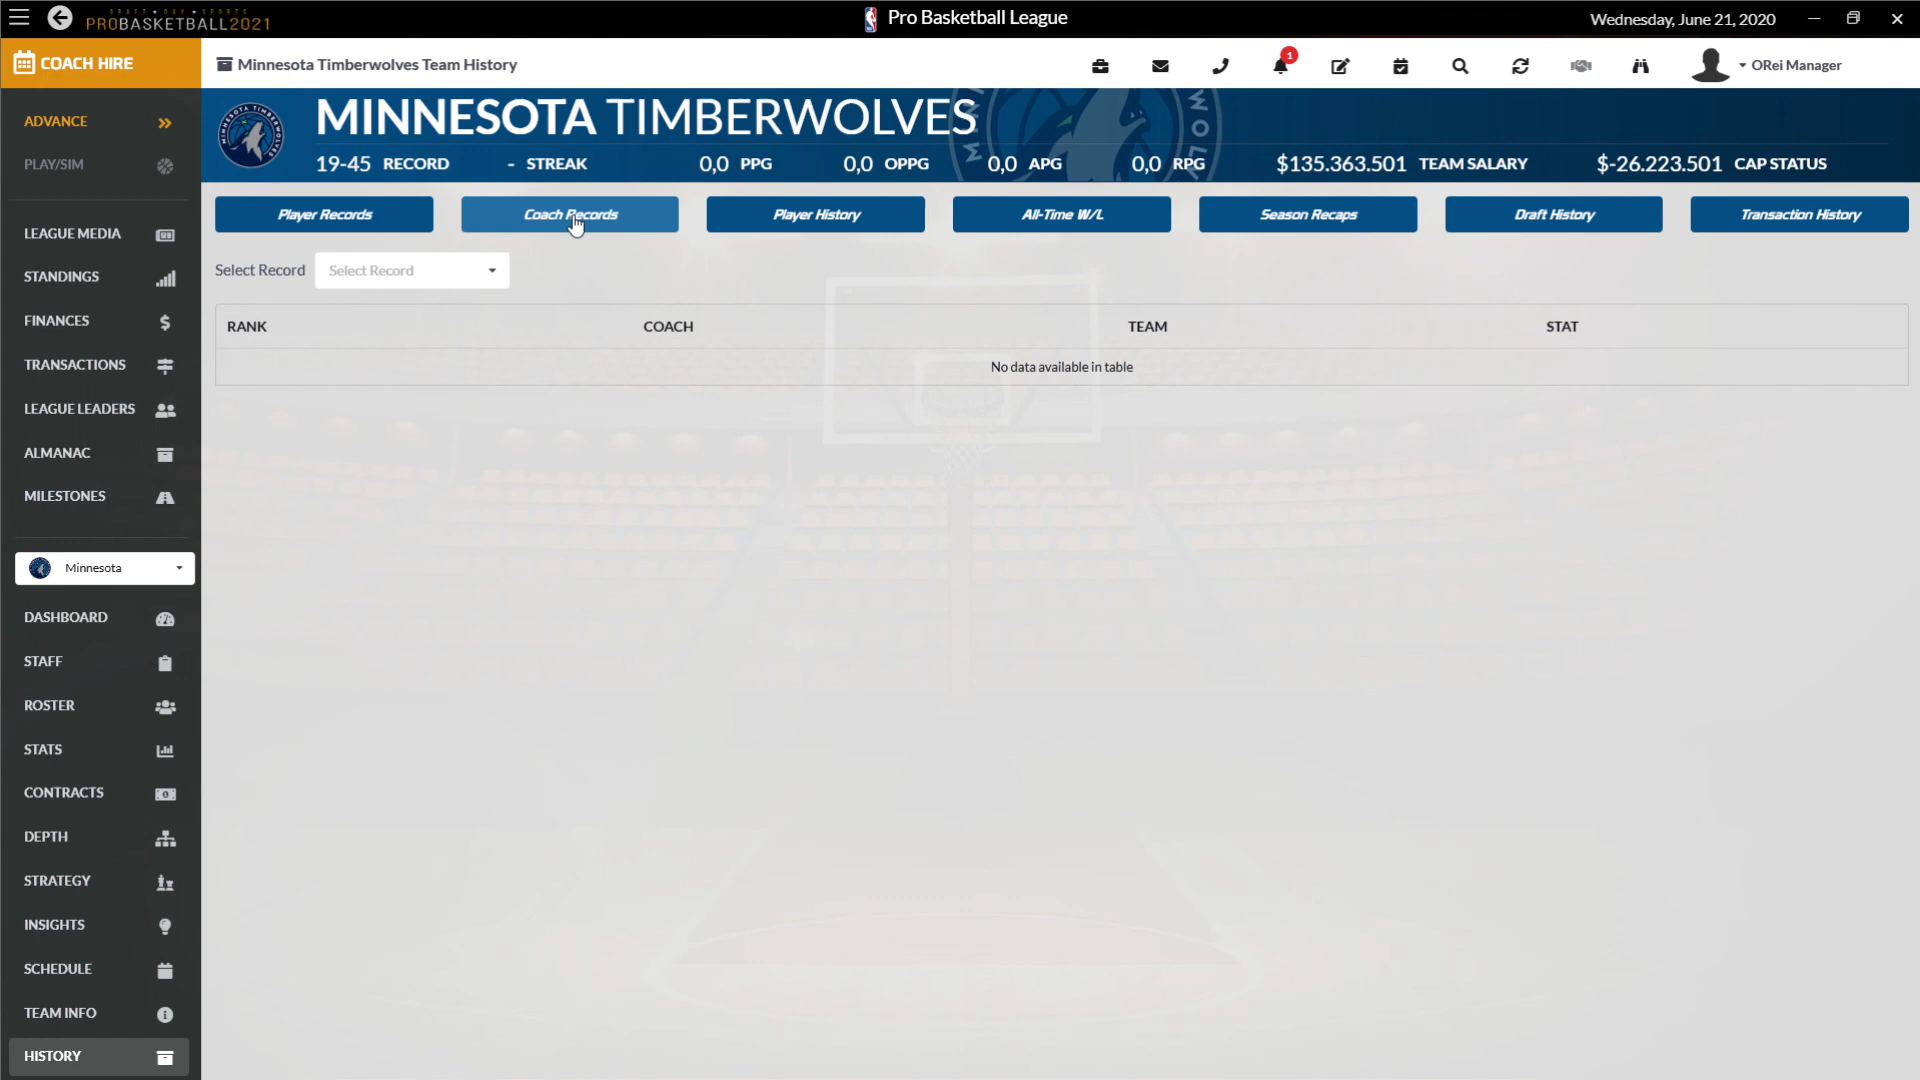 DRAFT • DAY • SPORTS
PROBASKETBALL2021
Pro Basketball League
Wednesday, June 21, 2020
COACH HIRE
Minnesota Timberwolves Team History
1
ORei Manager
MINNESOTA TIMBERWOLVES
19-45 RECORD
- STREAK
0,0 PPG
0,0 OPPG
0,0 APG
0,0 RPG
$135.363.501 TEAM SALARY
$-26.223.501 CAP STATUS
ADVANCE
PLAY/SIM
Player Records
Coach Records
Player History
All-Time W/L
Season Recaps
Draft History
Transaction History
Select Record
Select Record
RANK
COACH
TEAM
STAT
No data available in table
LEAGUE MEDIA
STANDINGS
FINANCES
$
TRANSACTIONS
LEAGUE LEADERS
ALMANAC
MILESTONES
Minnesota
DASHBOARD
STAFF
ROSTER
STATS
CONTRACTS
DEPTH
STRATEGY
INSIGHTS
SCHEDULE
TEAM INFO
HISTORY